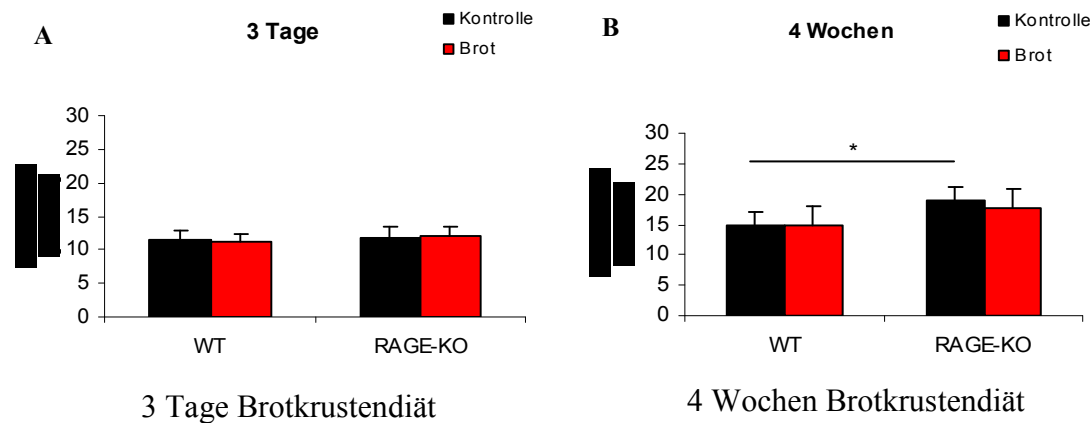 A
3 Tage
Kontrolle
Brot
30
25
20
15
10
5
0
WT RAGE-KO
3 Tage Brotkrustendiät
B
4 Wochen
Kontrolle
Brot
30
25
20
15
10
5
0
*
WT RAGE-KO
4 Wochen Brotkrustendiät